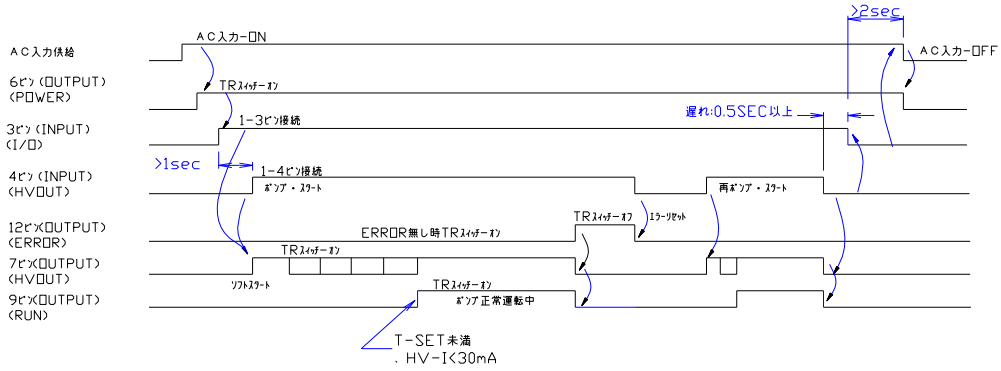 >2sec
AC入力ーON
AC入力供給
AC入力ーOFF
6ピン(OUTPUT)
(POWER)
TRスイッチーオン
遅れ:0.5SEC以上
3ピン(INPUT)
(I/O)
1-3ピン接続
>1sec
4ピン(INPUT)
(HVOUT)
1-4ピン接続
ポンプ・スタート
再ポンプ・スタート
TRスイッチーオフ
エラーリセット
12ピン(OUTPUT)
(ERROR)
ERROR無し時TRスイッチーオン
7ピン(OUTPUT)
(HVOUT)
TRスイッチーオン
ソフトスタート
9ピン(OUTPUT)
(RUN)
TRスイッチーオン
ポンプ正常運転中
T-SET未満
. HV-I<30mA